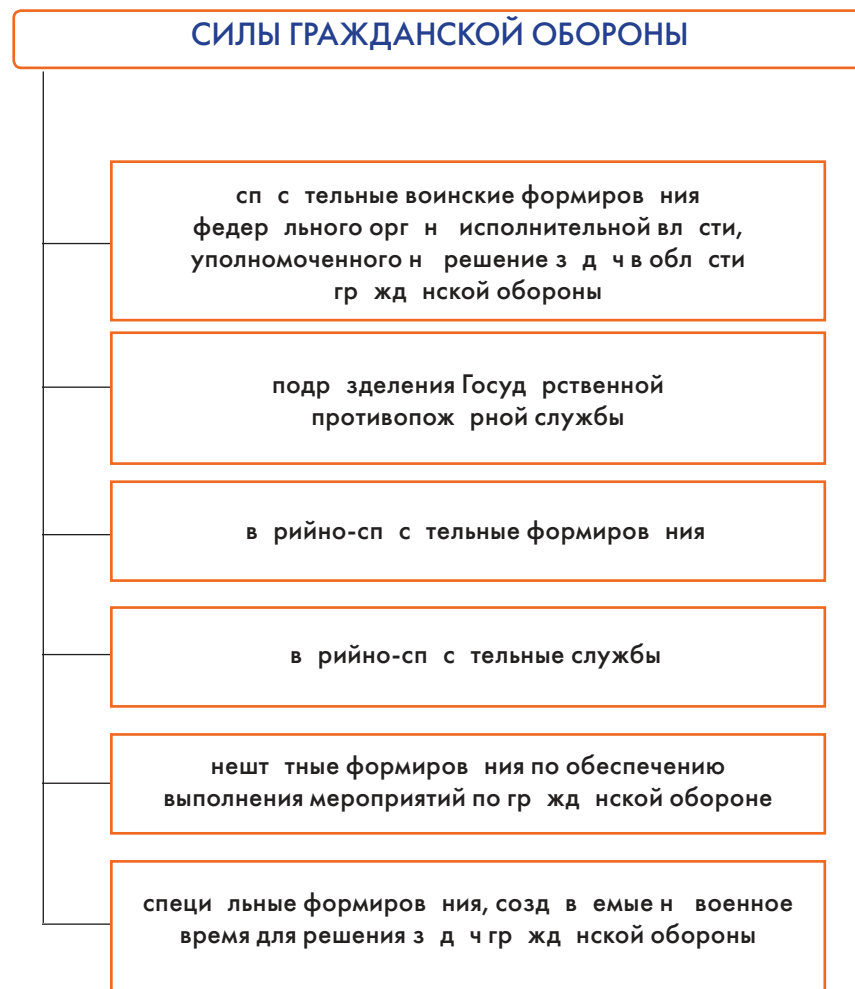 СИЛЫ ГРАЖДАНСКОЙ ОБОРОНЫ
сп с тельные воинские формиров ния
федер льного орг н исполнительной вл сти,
уполномоченного н решение з д ч в обл сти
гр жд нской обороны
подр зделения Госуд рственной
противопож рной службы
в рийно-сп с тельные формиров ния
в рийно-сп с тельные службы
нешт тные формиров ния по обеспечению
выполнения мероприятий по гр жд нской обороне
специ льные формиров ния, созд в емые н военное
время для решения з д ч гр жд нской обороны